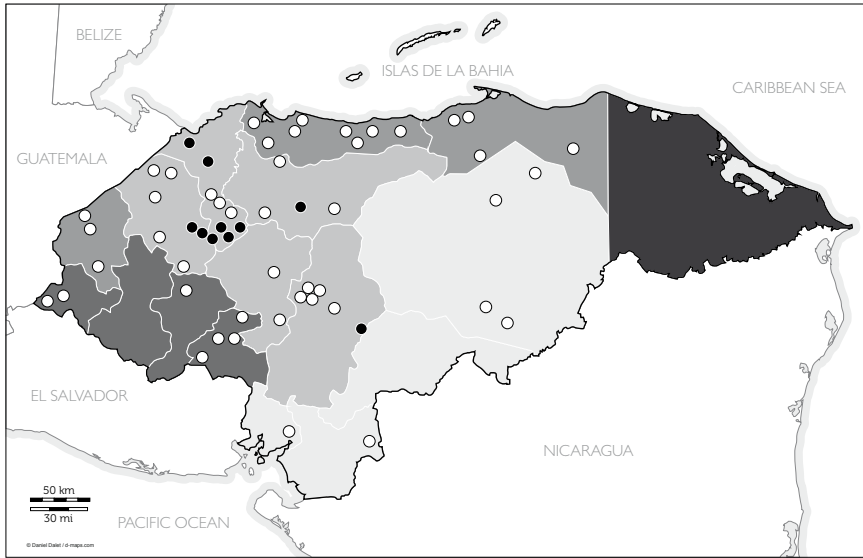 BELIZE
ISLAS DE LA BAHIA
CARIBBEAN SEA
GUATEMALA
EL SALVADOR
NICARAGUA
50 km
30 mi
PACIFIC OCEAN
© Daniel Dalet / d-maps.com